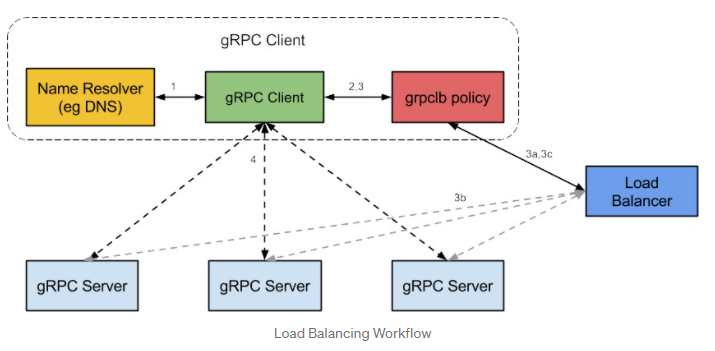 gRPC Client
Name Resolver
(eg DNS)
1
gRPC Client
2,3
grpclb policy
3a,3c
4
Load
Balancer
3b
gRPC Server
gRPC Server
gRPC Server
Load Balancing Workflow